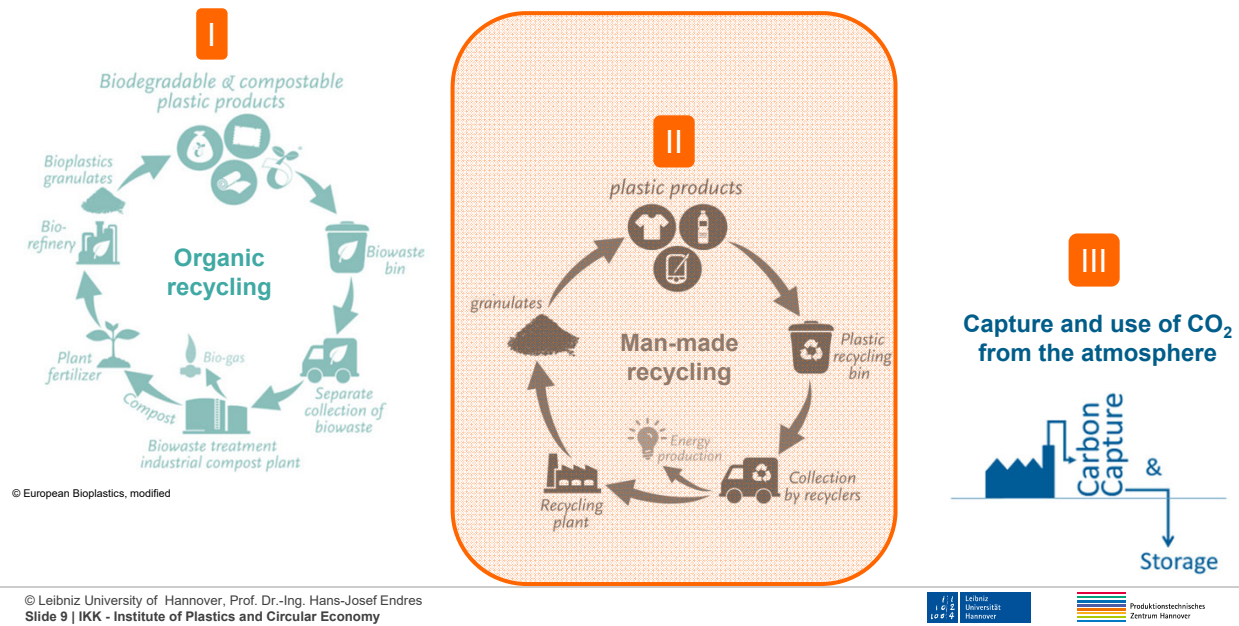 I
Biodegradable & compostable
plastic products
Bioplastics
granulates
Bio-
refinery
Organic
recycling
Biowaste
bin
Plant
fertilizer
Bio-gas
Compost
Separate
collection of
biowaste
Biowaste treatment
industrial compost plant
© European Bioplastics, modified
II
plastic products
granulates
Man-made
recycling
Plastic
recycling
bin
Energy
production
Collection
by recyclers
Recycling
plant
III
Capture and use of CO₂
from the atmosphere
Carbon
Capture
&
Storage
© Leibniz University of Hannover, Prof. Dr.-Ing. Hans-Josef Endres
Slide 9 | IKK - Institute of Plastics and Circular Economy
Leibniz
Universität
Hannover
Produktionstechnisches
Zentrum Hannover